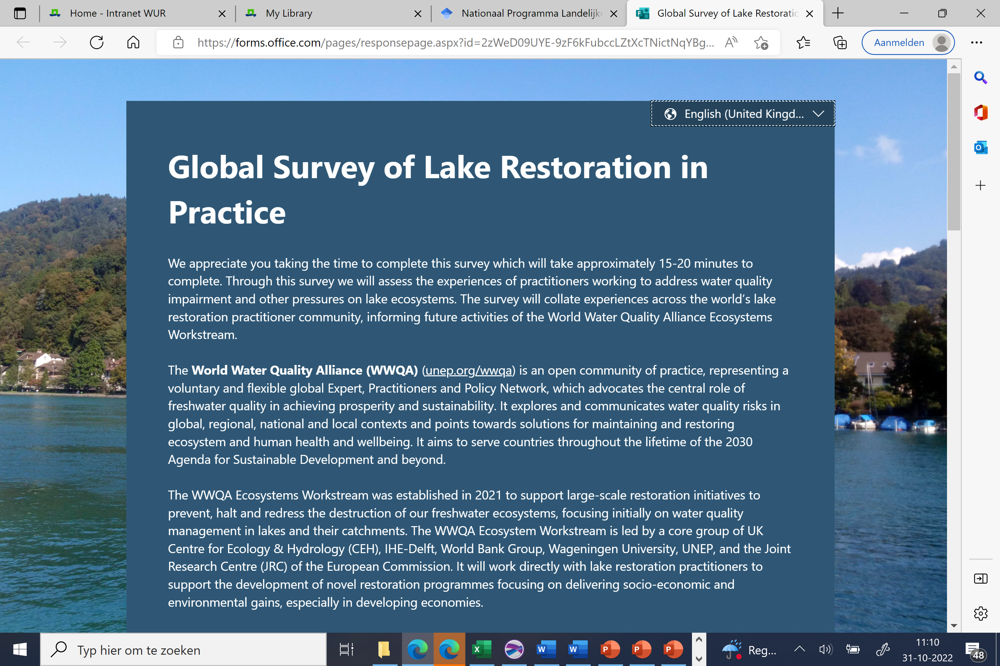 Home - Intranet WUR
My Library
Nationaal Programma Landelijke
Global Survey of Lake Restoratio
https://forms.office.com/pages/responsepage.aspx?id=2zWeD09UYE-9zF6kFubccLZtXcTNictNqYBg...
Aanmelden
English (United Kingd...
Global Survey of Lake Restoration in
Practice
We appreciate you taking the time to complete this survey which will take approximately 15-20 minutes to
complete. Through this survey we will assess the experiences of practitioners working to address water quality
impairment and other pressures on lake ecosystems. The survey will collate experiences across the world’s lake
restoration practitioner community, informing future activities of the World Water Quality Alliance Ecosystems
Workstream.
The World Water Quality Alliance (WWQA) (unep.org/wwqa) is an open community of practice, representing a
voluntary and flexible global Expert, Practitioners and Policy Network, which advocates the central role of
freshwater quality in achieving prosperity and sustainability. It explores and communicates water quality risks in
global, regional, national and local contexts and points towards solutions for maintaining and restoring
ecosystem and human health and wellbeing. It aims to serve countries throughout the lifetime of the 2030
Agenda for Sustainable Development and beyond.
The WWQA Ecosystems Workstream was established in 2021 to support large-scale restoration initiatives to
prevent, halt and redress the destruction of our freshwater ecosystems, focusing initially on water quality
management in lakes and their catchments. The WWQA Ecosystem Workstream is led by a core group of UK
Centre for Ecology & Hydrology (CEH), IHE-Delft, World Bank Group, Wageningen University, UNEP, and the Joint
Research Centre (JRC) of the European Commission. It will work directly with lake restoration practitioners to
support the development of novel restoration programmes focusing on delivering socio-economic and
environmental gains, especially in developing economies.
Typ hier om te zoeken
Reg...
11:10
31-10-2022
48